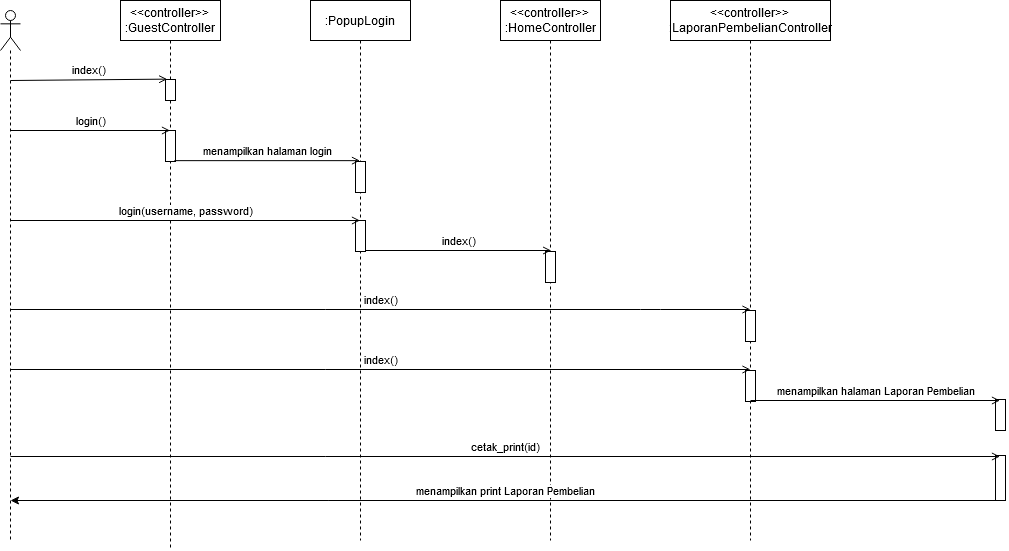 <<controller>>
:GuestController
:PopupLogin
<<controller>>
:HomeController
<<controller>>
LaporanPembelianController
index()
login()
menampilkan halaman login
login(username, password)
index()
index()
index()
menampilkan halaman Laporan Pembelian
cetak_print(id)
menampilkan print Laporan Pembelian